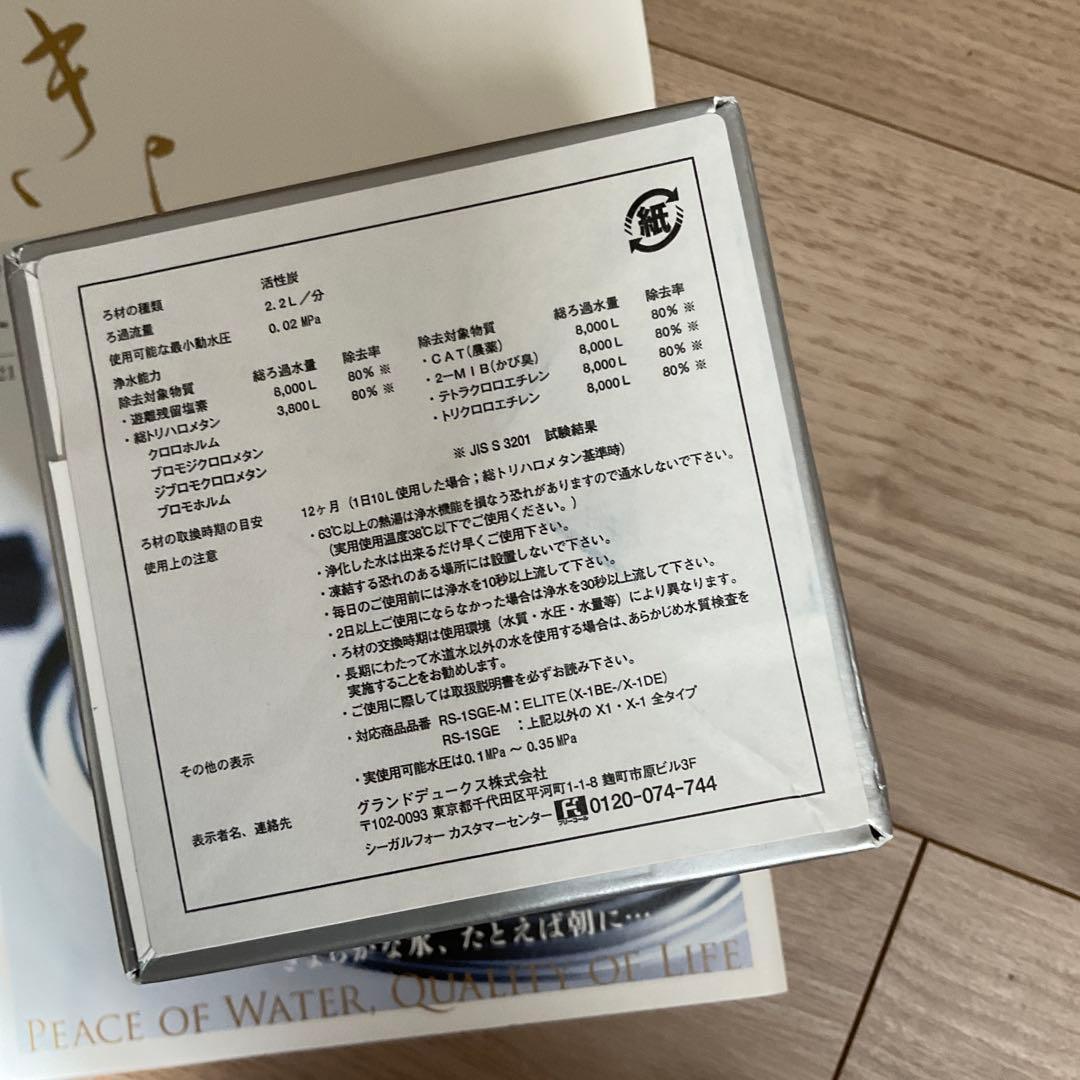 紙
ろ材の種類 活性炭
ろ過流量 2.2L/分
使用可能な最小動水圧 0.02 MPa
浄水能力
除去対象物質 総ろ過水量 除去率
・遊離残留塩素 8,000L 80% ※
・総トリハロメタン 3,800L 80% ※
クロロホルム
ブロモジクロロメタン
ジブロモクロロメタン
ブロモホルム
除去対象物質 総ろ過水量 除去率
・CAT(農薬) 8,000L 80% ※
・2-MIB(かび臭) 8,000L 80% ※
・テトラクロロエチレン 8,000L 80% ※
・トリクロロエチレン 8,000L 80% ※
※ JIS S 3201 試験結果
ろ材の取換時期の目安 12ヶ月(1日10L使用した場合;総トリハロメタン基準時)
使用上の注意 ・63℃以上の熱湯は浄水機能を損なう恐れがありますので通水しないで下さい。
(実用使用温度38℃以下でご使用ください。)
・浄化した水は出来るだけ早くご使用下さい。
・凍結する恐れのある場所には設置しないで下さい。
・毎日のご使用前には浄水を10秒以上流して下さい。
・2日以上ご使用にならなかった場合は浄水を30秒以上流して下さい。
・ろ材の交換時期は使用環境(水質・水圧・水量等)により異なります。
・長期にわたって水道水以外の水を使用する場合は、あらかじめ水質検査を
実施することをお勧めします。
・ご使用に際しては取扱説明書を必ずお読み下さい。
その他の表示 ・対応商品品番 RS-1SGE-M:ELITE(X-1BE-/X-1DE)
RS-1SGE :上記以外の X1・X-1 全タイプ
・実使用可能水圧は0.1MPa~0.35MPa
表示者名、連絡先 グランドデュークス株式会社
〒102-0093 東京都千代田区平河町1-1-8 麹町市原ビル3F
シーガルフォー カスタマーセンター フリーコール 0120-074-744
な水、たとえば朝に…
PEACE OF WATER, QUALITY OF LIFE